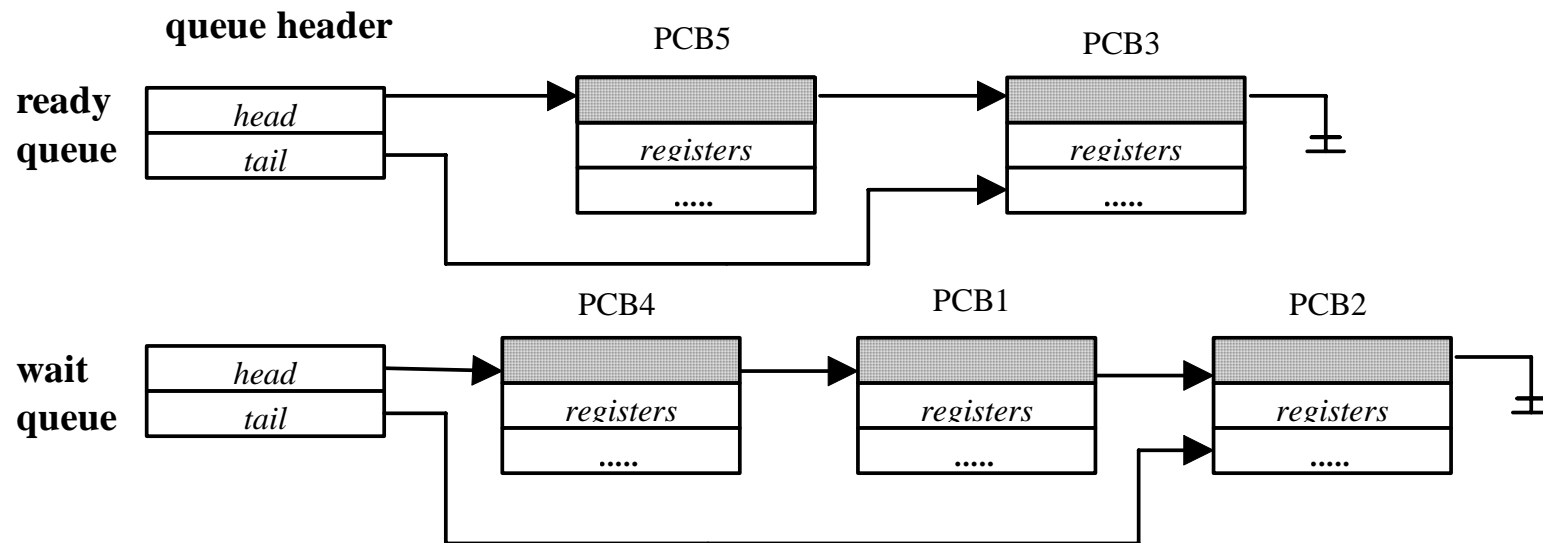 queue header
PCB5
PCB3
ready
queue
head
tail
registers
.....
registers
.....
PCB4
PCB1
PCB2
wait
queue
head
tail
registers
.....
registers
.....
registers
.....